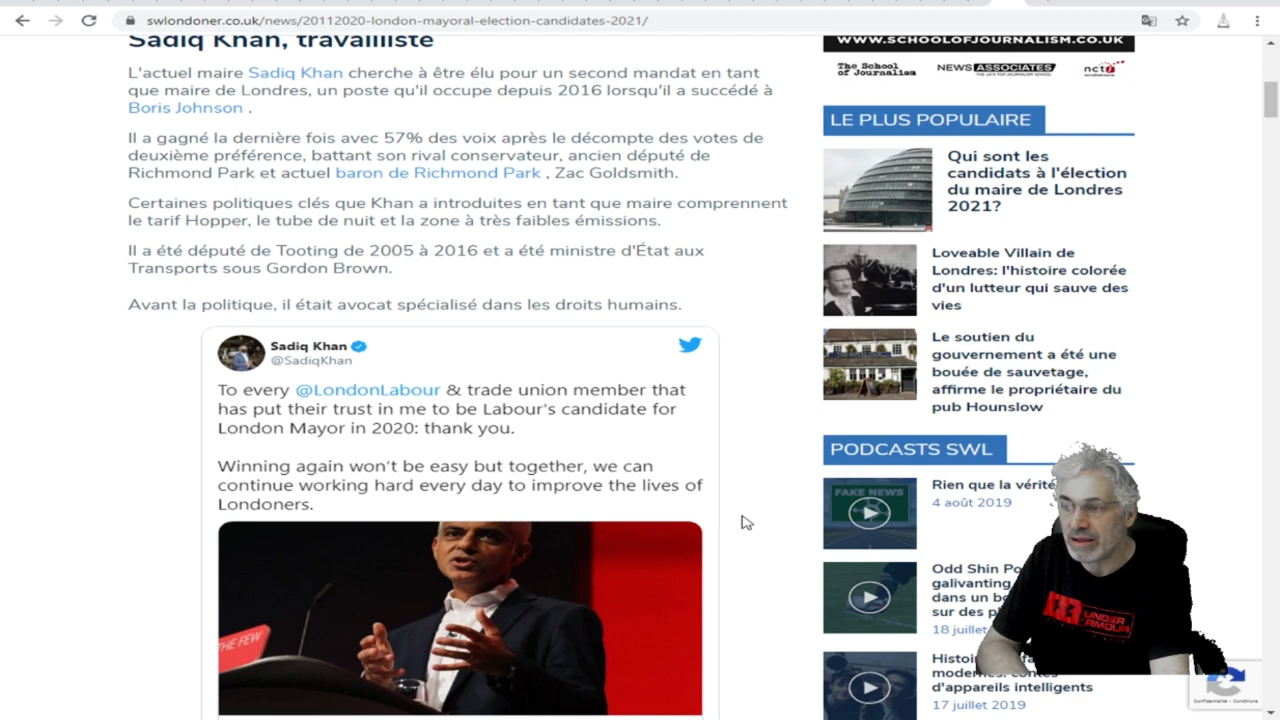 swlondoner.co.uk/news/20112020-london-mayoral-election-candidates-2021/
Sadiq Khan, travailliste
L'actuel maire Sadiq Khan cherche à être élu pour un second mandat en tant
que maire de Londres, un poste qu'il occupe depuis 2016 lorsqu'il a succédé à
Boris Johnson .
Il a gagné la dernière fois avec 57% des voix après le décompte des votes de
deuxième préférence, battant son rival conservateur, ancien député de
Richmond Park et actuel baron de Richmond Park , Zac Goldsmith.
Certaines politiques clés que Khan a introduites en tant que maire comprennent
le tarif Hopper, le tube de nuit et la zone à très faibles émissions.
Il a été député de Tooting de 2005 à 2016 et a été ministre d'État aux
Transports sous Gordon Brown.
Avant la politique, il était avocat spécialisé dans les droits humains.
Sadiq Khan
@SadiqKhan
To every @LondonLabour & trade union member that
has put their trust in me to be Labour's candidate for
London Mayor in 2020: thank you.
Winning again won't be easy but together, we can
continue working hard every day to improve the lives of
Londoners.
THE FEW
WWW.SCHOOLOFJOURNALISM.CO.UK
The School
of Journalism
NEWS ASSOCIATES
nctj
LE PLUS POPULAIRE
Qui sont les
candidats à l'élection
du maire de Londres
2021?
Loveable Villain de
Londres: l'histoire colorée
d'un lutteur qui sauve des
vies
Le soutien du
gouvernement a été une
bouée de sauvetage,
affirme le propriétaire du
pub Hounslow
PODCASTS SWL
FAKE NEWS
Rien que la vérité
4 août 2019
Odd Shin Po
galivanting
dans un bo
sur des p
18 juillet
Histoi
modernes: contes
d'appareils intelligents
17 juillet 2019
UNDER ARMOUR
Confidentialité - Conditions